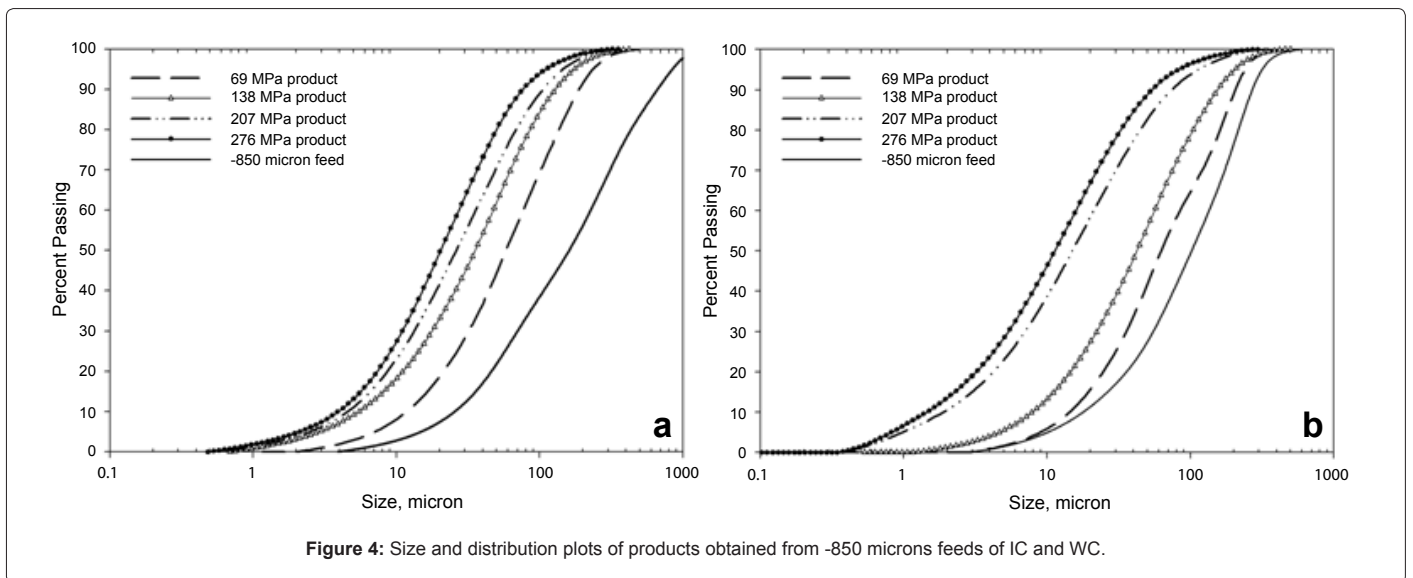 100
90
80
70
60
50
40
30
20
10
0
Percent Passing
69 MPa product
138 MPa product
207 MPa product
276 MPa product
-850 micron feed
a
0.1
1
10
100
1000
Size, micron
100
90
80
70
60
50
40
30
20
10
0
Percent Passing
69 MPa product
138 MPa product
207 MPa product
276 MPa product
-850 micron feed
b
0.1
1
10
100
1000
Size, micron
Figure 4: Size and distribution plots of products obtained from -850 microns feeds of IC and WC.